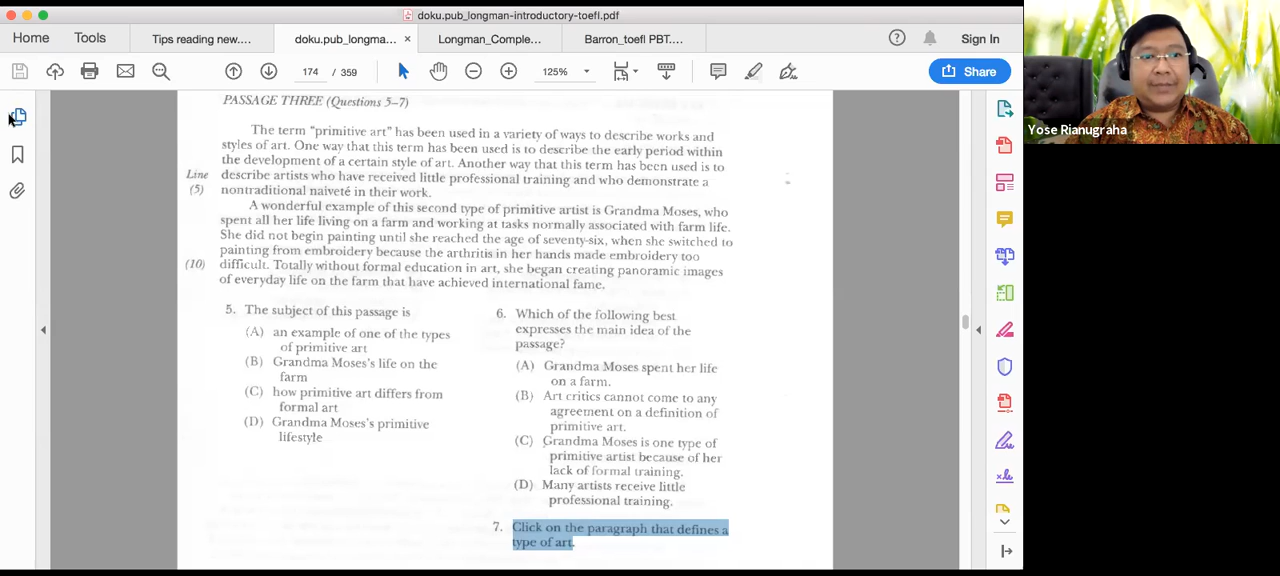 doku.pub_longman-introductory-toefl.pdf
Home Tools Tips reading new.... doku.pub_longma... × Longman_Comple... Barron_toefl PBT.... Sign In
174 / 359 125% Share
Yose Rianugraha
PASSAGE THREE (Questions 5–7)
The term "primitive art" has been used in a variety of ways to describe works and
styles of art. One way that this term has been used is to describe the early period within
the development of a certain style of art. Another way that this term has been used is to
Line describe artists who have received little professional training and who demonstrate a
(5) nontraditional naiveté in their work.
A wonderful example of this second type of primitive artist is Grandma Moses, who
spent all her life living on a farm and working at tasks normally associated with farm life.
She did not begin painting until she reached the age of seventy-six, when she switched to
painting from embroidery because the arthritis in her hands made embroidery too
(10) difficult. Totally without formal education in art, she began creating panoramic images
of everyday life on the farm that have achieved international fame.
5. The subject of this passage is
(A) an example of one of the types
of primitive art
(B) Grandma Moses's life on the
farm
(C) how primitive art differs from
formal art
(D) Grandma Moses's primitive
lifestyle
6. Which of the following best
expresses the main idea of the
passage?
(A) Grandma Moses spent her life
on a farm.
(B) Art critics cannot come to any
agreement on a definition of
primitive art.
(C) Grandma Moses is one type of
primitive artist because of her
lack of formal training.
(D) Many artists receive little
professional training.
7. Click on the paragraph that defines a
type of art.